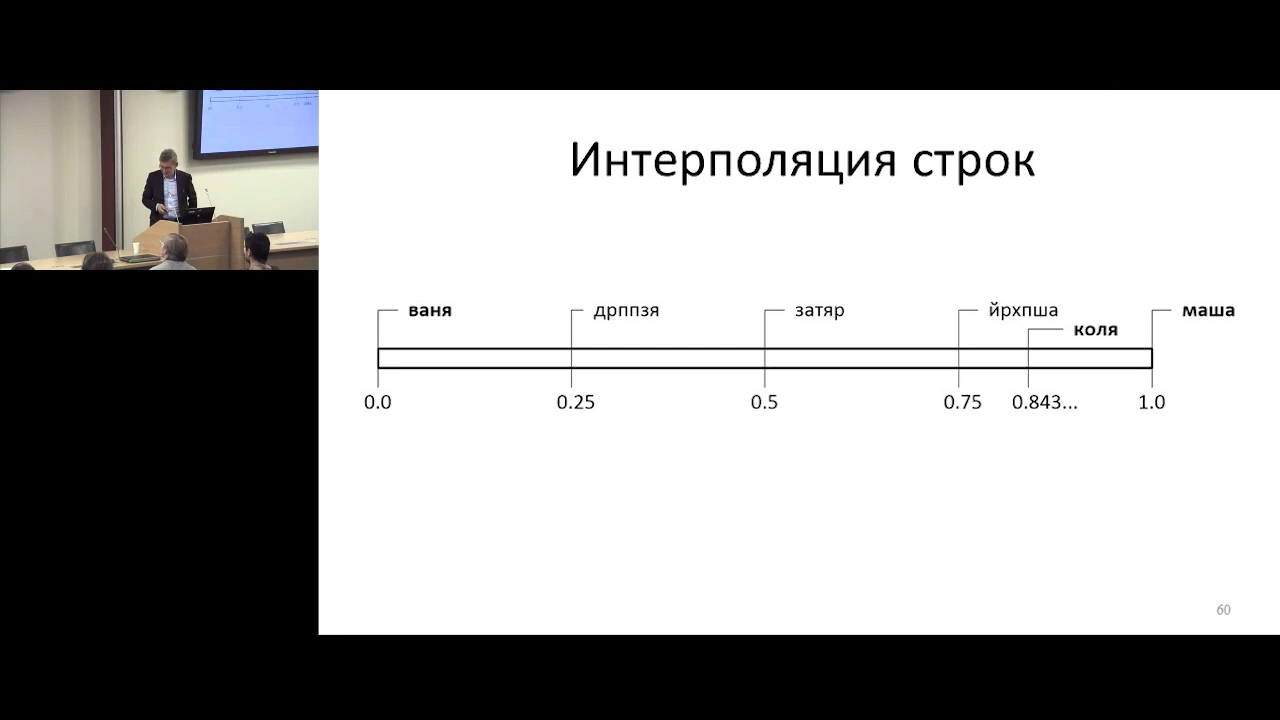 Интерполяция строк
ваня дрппзя затяр йрхпша маша
коля
0.0 0.25 0.5 0.75 0.843... 1.0
60